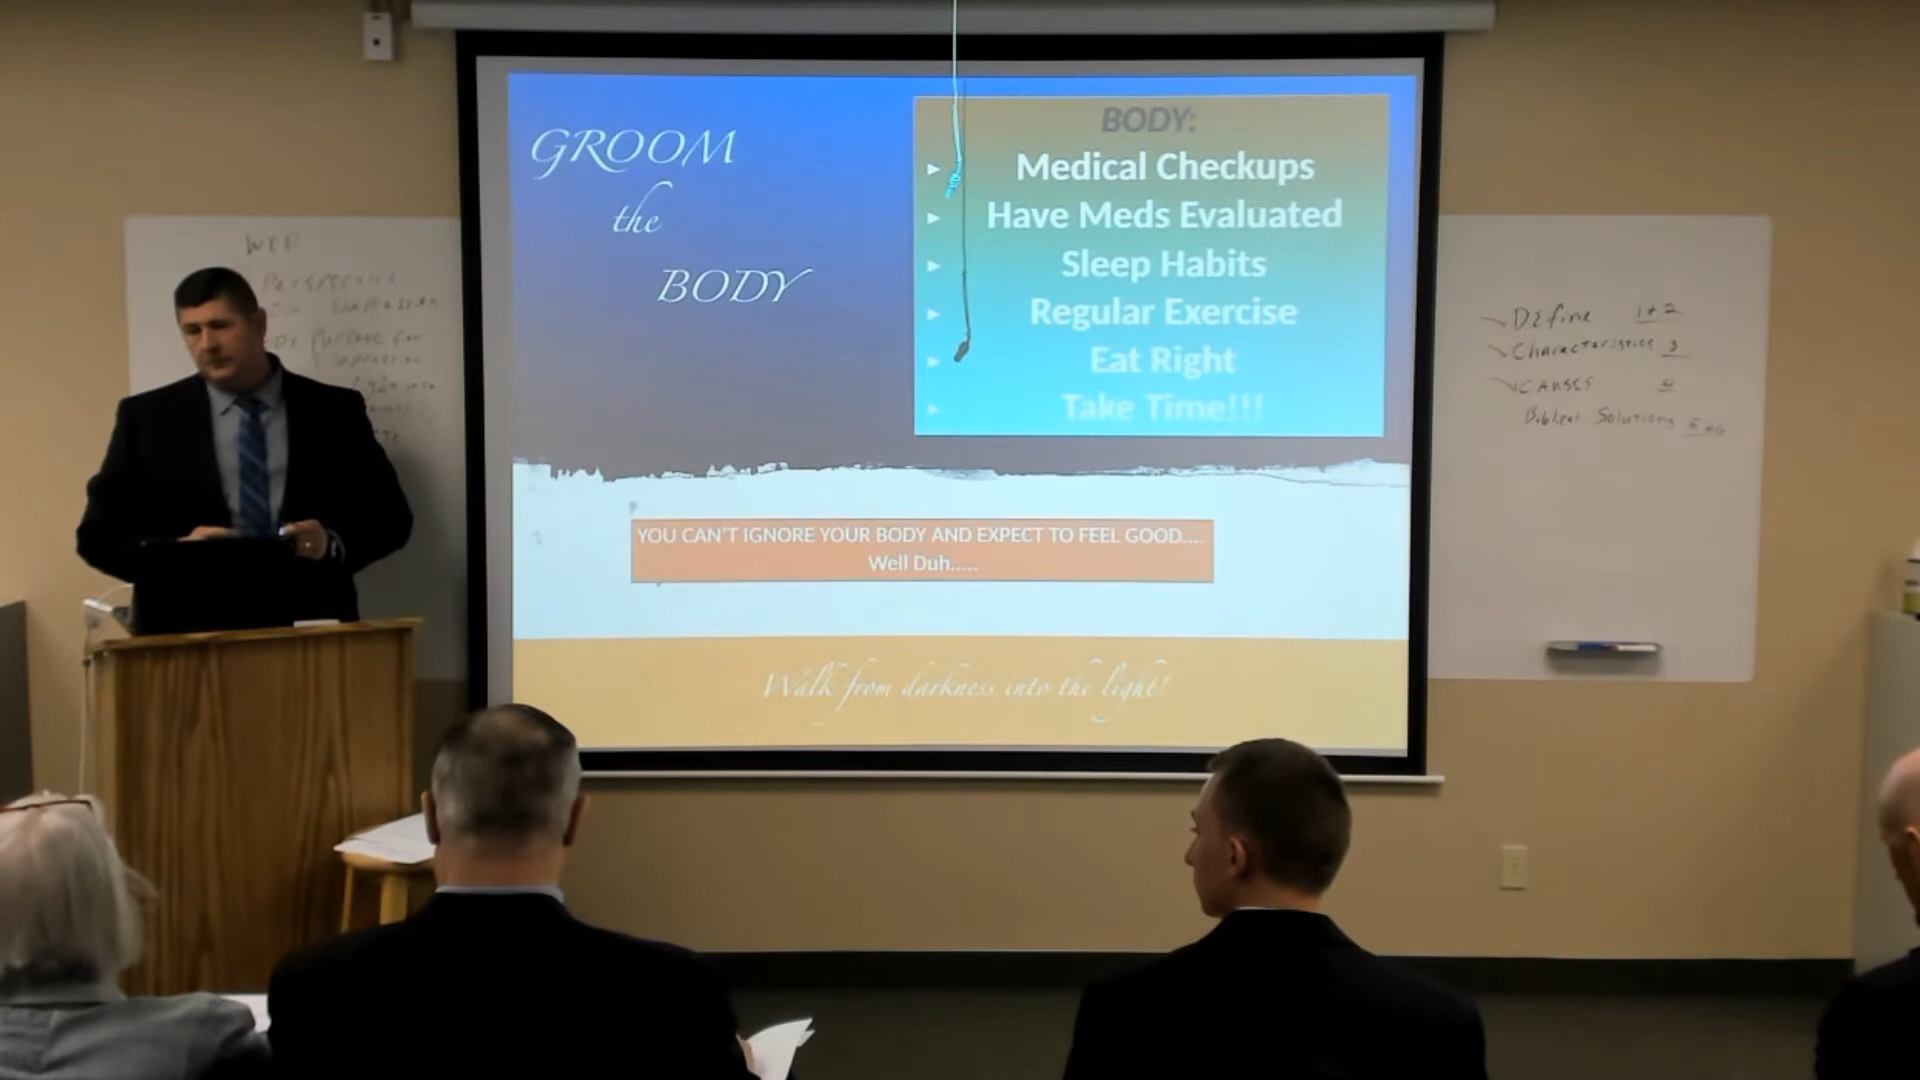 GROOM
the
BODY
BODY:
Medical Checkups
Have Meds Evaluated
Sleep Habits
Regular Exercise
Eat Right
Take Time!!!
YOU CAN'T IGNORE YOUR BODY AND EXPECT TO FEEL GOOD....
Well Duh.....
Walk from darkness into the light!
WED
Define 1+2
Characteristics 3
CAUSES 4
Biblical Solutions